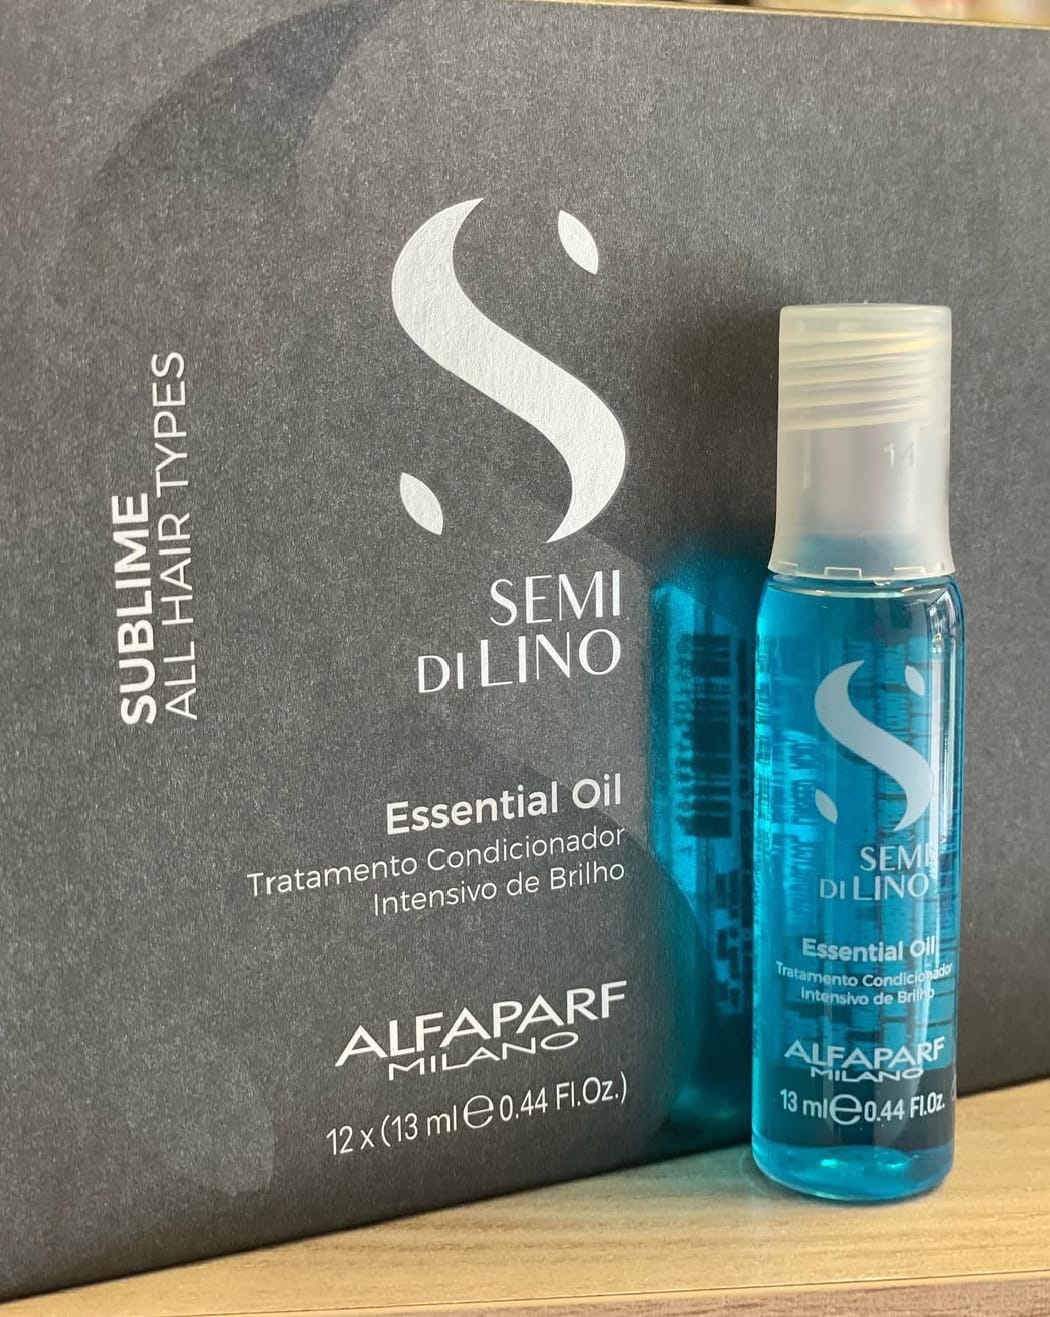 SUBLIME
ALL HAIR TYPES
SEMI
DI LINO
Essential Oil
Tratamento Condicionador
Intensivo de Brilho
ALFAPARF
MILANO
12 x (13 ml ℮ 0.44 Fl.Oz.)
SEMI
DI LINO
Essential Oil
Tratamento Condicionador
Intensivo de Brilho
ALFAPARF
MILANO
13 ml ℮ 0.44 Fl.Oz.